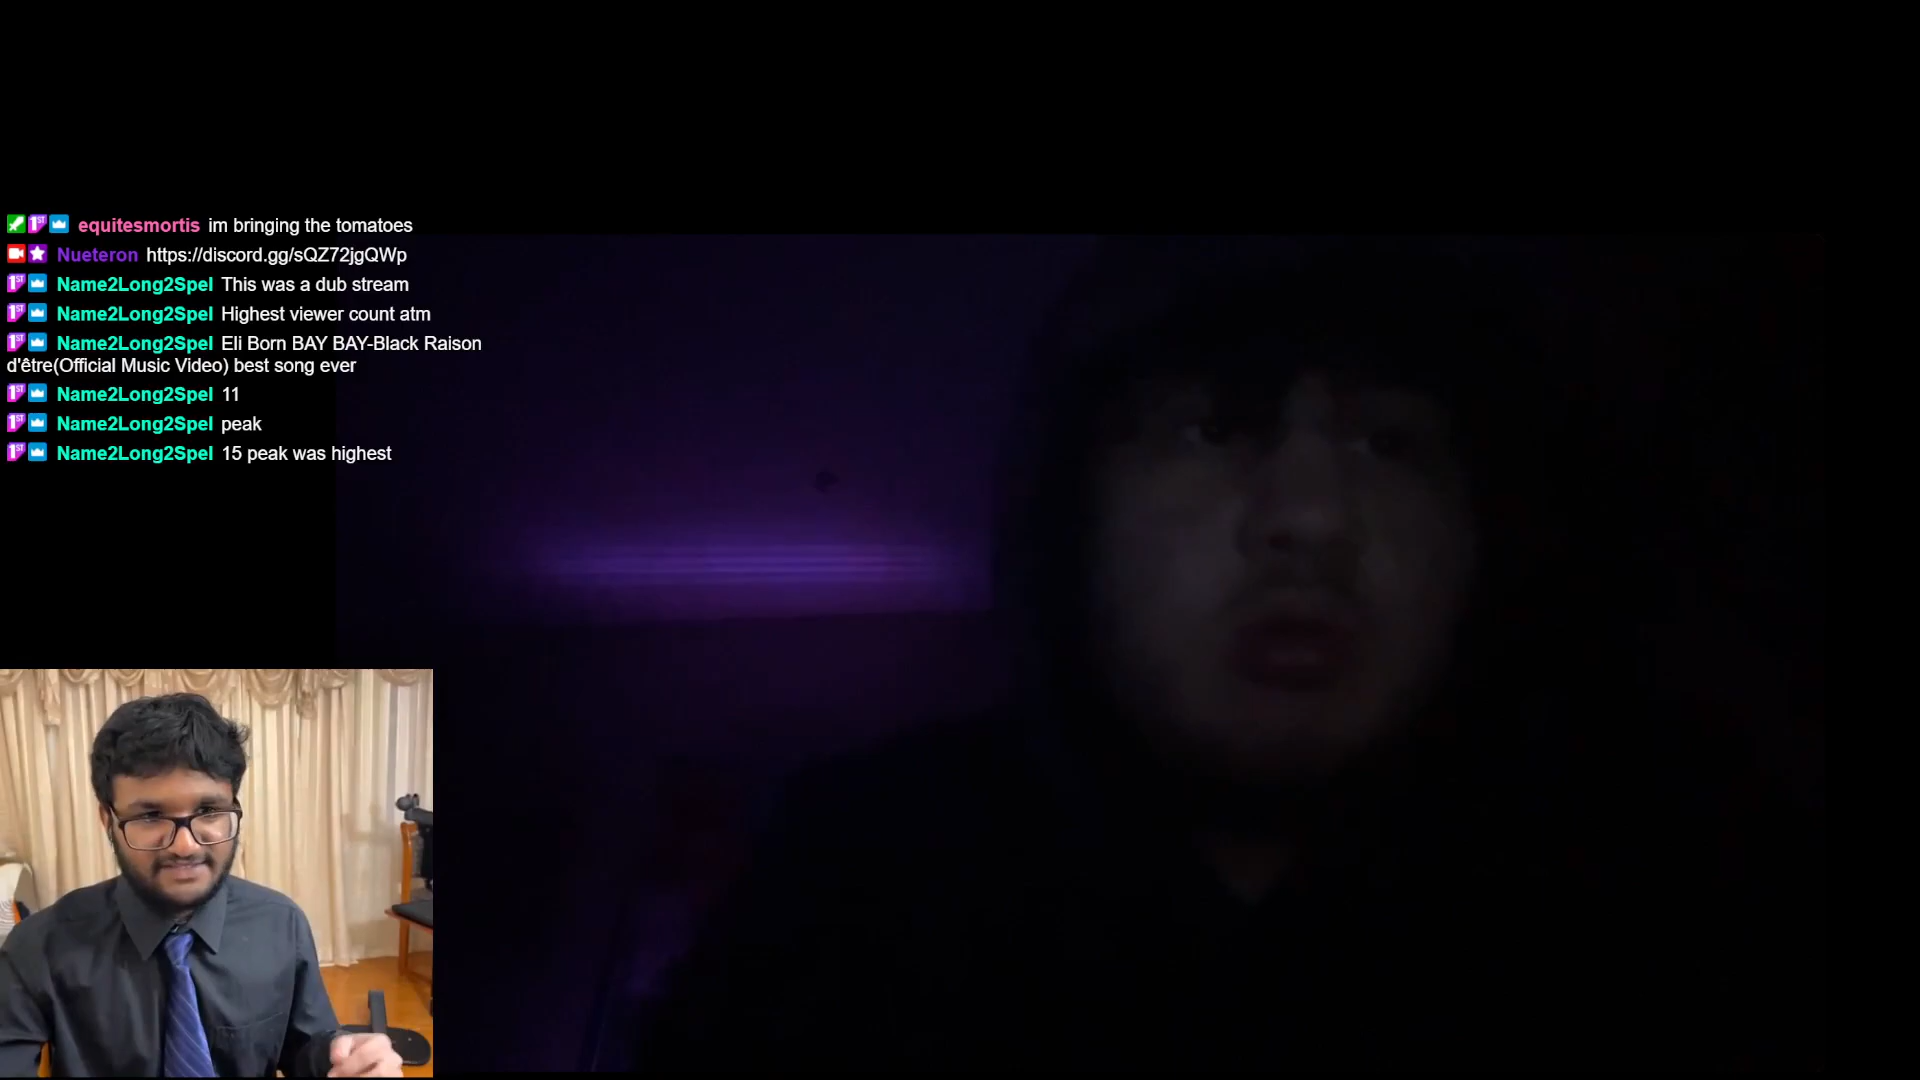 equitesmortis im bringing the tomatoes
Nueteron https://discord.gg/sQZ72jgQWp
Name2Long2Spel This was a dub stream
Name2Long2Spel Highest viewer count atm
Name2Long2Spel Eli Born BAY BAY-Black Raison
d'être(Official Music Video) best song ever
Name2Long2Spel 11
Name2Long2Spel peak
Name2Long2Spel 15 peak was highest